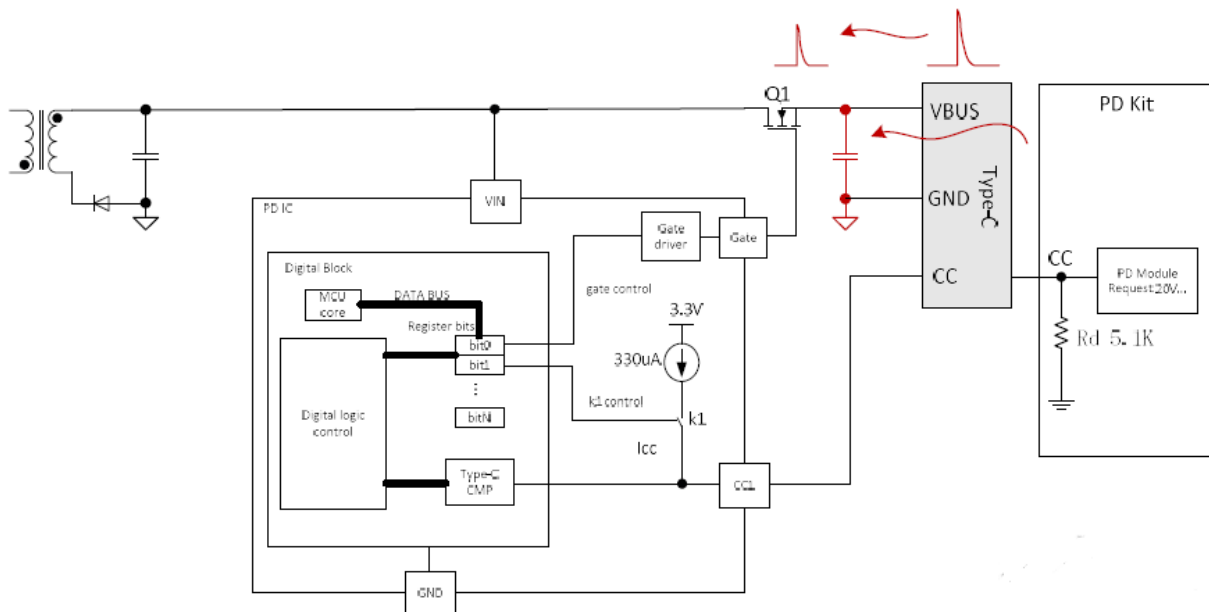 Q1
VBUS
GND
CC
Type-C
PD Kit
CC
PD Module
Request:20V...
Rd 5.1K
PD IC
VIN
Gate
driver
Gate
Digital Block
MCU
core
DATA BUS
Register bits
bit0
bit1
bitN
gate control
k1 control
3.3V
330uA
k1
Icc
Digital logic
control
Type-C
CMP
CC1
GND